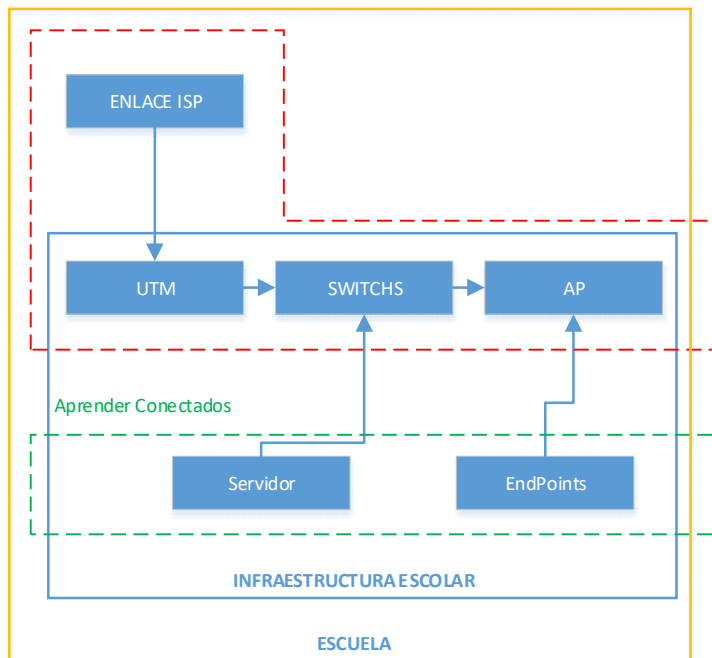 ENLACE ISP
UTM
SWITCHS
AP
Aprender Conectados
Servidor
EndPoints
INFRAESTRUCTURA ESCOLAR
ESCUELA